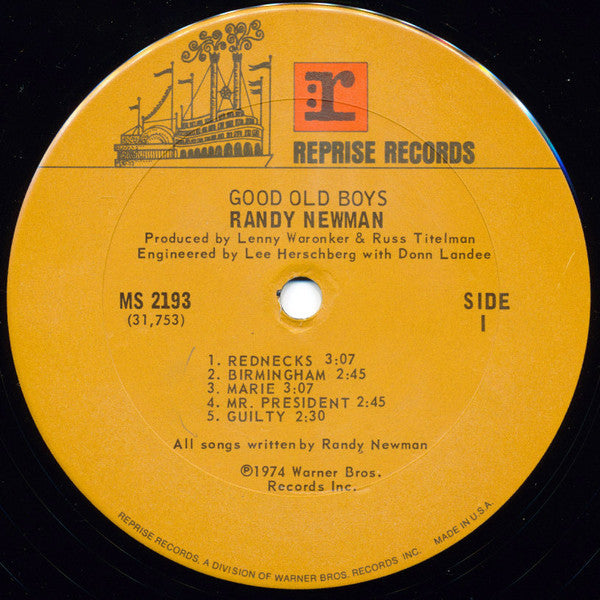 :r
REPRISE RECORDS
GOOD OLD BOYS
RANDY NEWMAN
Produced by Lenny Waronker & Russ Titelman
Engineered by Lee Herschberg with Donn Landee
MS 2193
(31,753)
SIDE
1
1. REDNECKS 3:07
2. BIRMINGHAM 2:45
3. MARIE 3:07
4. MR. PRESIDENT 2:45
5. GUILTY 2:30
All songs written by Randy Newman
℗1974 Warner Bros.
Records Inc.
REPRISE RECORDS, A DIVISION OF WARNER BROS. RECORDS INC. MADE IN U.S.A.